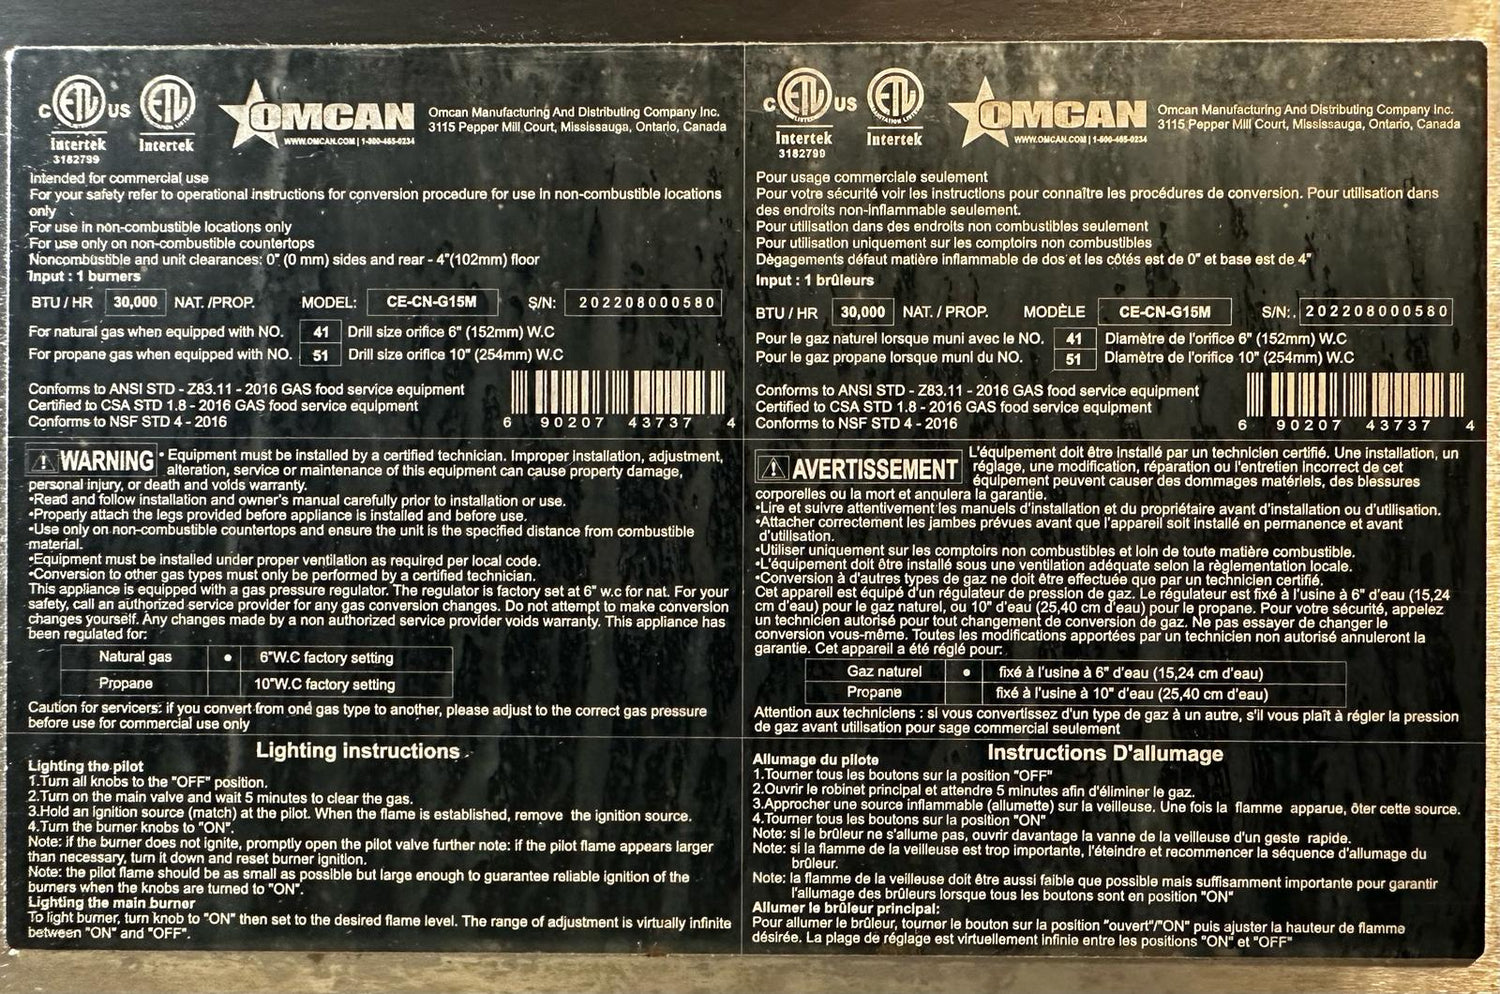 C ETL US
LISTED
Intertek
3182799
ETL
SANITATION LISTED
Intertek
OMCAN
WWW.OMCAN.COM | 1-800-465-0234
Omcan Manufacturing And Distributing Company Inc.
3115 Pepper Mill Court, Mississauga, Ontario, Canada
Intended for commercial use
For your safety refer to operational instructions for conversion procedure for use in non-combustible locations
only
For use in non-combustible locations only
For use only on non-combustible countertops
Noncombustible and unit clearances: 0" (0 mm) sides and rear - 4"(102mm) floor
Input : 1 burners
BTU / HR 30,000 NAT. /PROP. MODEL: CE-CN-G15M S/N: 202208000580
For natural gas when equipped with NO. 41 Drill size orifice 6" (152mm) W.C
For propane gas when equipped with NO. 51 Drill size orifice 10" (254mm) W.C
Conforms to ANSI STD - Z83.11 - 2016 GAS food service equipment
Certified to CSA STD 1.8 - 2016 GAS food service equipment
Conforms to NSF STD 4 - 2016
6 90207 43737 4
WARNING • Equipment must be installed by a certified technician. Improper installation, adjustment,
alteration, service or maintenance of this equipment can cause property damage,
personal injury, or death and voids warranty.
•Read and follow installation and owner's manual carefully prior to installation or use.
•Properly attach the legs provided before appliance is installed and before use.
•Use only on non-combustible countertops and ensure the unit is the specified distance from combustible
material.
•Equipment must be installed under proper ventilation as required per local code.
•Conversion to other gas types must only be performed by a certified technician.
This appliance is equipped with a gas pressure regulator. The regulator is factory set at 6" w.c for nat. For your
safety, call an authorized service provider for any gas conversion changes. Do not attempt to make conversion
changes yourself. Any changes made by a non authorized service provider voids warranty. This appliance has
been regulated for:
Natural gas • 6"W.C factory setting
Propane 10"W.C factory setting
Caution for servicers: if you convert from one gas type to another, please adjust to the correct gas pressure
before use for commercial use only
Lighting instructions
Lighting the pilot
1.Turn all knobs to the "OFF" position.
2.Turn on the main valve and wait 5 minutes to clear the gas.
3.Hold an ignition source (match) at the pilot. When the flame is established, remove the ignition source.
4.Turn the burner knobs to "ON".
Note: if the burner does not ignite, promptly open the pilot valve further note: if the pilot flame appears larger
than necessary, turn it down and reset burner ignition.
Note: the pilot flame should be as small as possible but large enough to guarantee reliable ignition of the
burners when the knobs are turned to "ON".
Lighting the main burner
To light burner, turn knob to "ON" then set to the desired flame level. The range of adjustment is virtually infinite
between "ON" and "OFF".
C ETL US
LISTED
Intertek
3182799
ETL
SANITATION LISTED
Intertek
OMCAN
WWW.OMCAN.COM | 1-800-465-0234
Omcan Manufacturing And Distributing Company Inc.
3115 Pepper Mill Court, Mississauga, Ontario, Canada
Pour usage commerciale seulement
Pour votre sécurité voir les instructions pour connaître les procédures de conversion. Pour utilisation dans
des endroits non-inflammable seulement.
Pour utilisation dans des endroits non combustibles seulement
Pour utilisation uniquement sur les comptoirs non combustibles
Dègagements défaut matière inflammable de dos et les côtés est de 0" et base est de 4"
Input : 1 brûleurs
BTU / HR 30,000 NAT. / PROP. MODÈLE CE-CN-G15M S/N:. 202208000580
Pour le gaz naturel lorsque muni avec le NO. 41 Diamètre de l'orifice 6" (152mm) W.C
Pour le gaz propane lorsque muni du NO. 51 Diamètre de l'orifice 10" (254mm) W.C
Conforms to ANSI STD - Z83.11 - 2016 GAS food service equipment
Certified to CSA STD 1.8 - 2016 GAS food service equipment
Conforms to NSF STD 4 - 2016
6 90207 43737 4
AVERTISSEMENT L'équipement doit être installé par un technicien certifié. Une installation, un
réglage, une modification, réparation ou l'entretien incorrect de cet
équipement peuvent causer des dommages matériels, des blessures
corporelles ou la mort et annulera la garantie.
•Lire et suivre attentivement les manuels d'installation et du propriétaire avant d'installation ou d'utilisation.
•Attacher correctement les jambes prévues avant que l'appareil soit installé en permanence et avant
d'utilisation.
•Utiliser uniquement sur les comptoirs non combustibles et loin de toute matière combustible.
•L'équipement doit être installé sous une ventilation adéquate selon la règlementation locale.
•Conversion à d'autres types de gaz ne doit être effectuée que par un technicien certifié.
Cet appareil est équipé d'un régulateur de pression de gaz. Le régulateur est fixé à l'usine à 6" d'eau (15,24
cm d'eau) pour le gaz naturel, ou 10" d'eau (25,40 cm d'eau) pour le propane. Pour votre sécurité, appelez
un technicien autorisé pour tout changement de conversion de gaz. Ne pas essayer de changer le
conversion vous-même. Toutes les modifications apportées par un technicien non autorisé annuleront la
garantie. Cet appareil a été réglé pour:
Gaz naturel • fixé à l'usine à 6" d'eau (15,24 cm d'eau)
Propane fixé à l'usine à 10" d'eau (25,40 cm d'eau)
Attention aux techniciens : si vous convertissez d'un type de gaz à un autre, s'il vous plaît à régler la pression
de gaz avant utilisation pour sage commercial seulement
Instructions D'allumage
Allumage du pilote
1.Tourner tous les boutons sur la position "OFF"
2.Ouvrir le robinet principal et attendre 5 minutes afin d'éliminer le gaz.
3.Approcher une source inflammable (allumette) sur la veilleuse. Une fois la flamme apparue, ôter cette source.
4.Tourner tous les boutons sur la position "ON"
Note: si le brûleur ne s'allume pas, ouvrir davantage la vanne de la veilleuse d'un geste rapide.
Note: si la flamme de la veilleuse est trop importante, l'éteindre et recommencer la séquence d'allumage du
brûleur.
Note: la flamme de la veilleuse doit être aussi faible que possible mais suffisamment importante pour garantir
l'allumage des brûleurs lorsque tous les boutons sont en position "ON"
Allumer le brûleur principal:
Pour allumer le brûleur, tourner le bouton sur la position "ouvert"/"ON" puis ajuster la hauteur de flamme
désirée. La plage de réglage est virtuellement infinie entre les positions "ON" et "OFF"